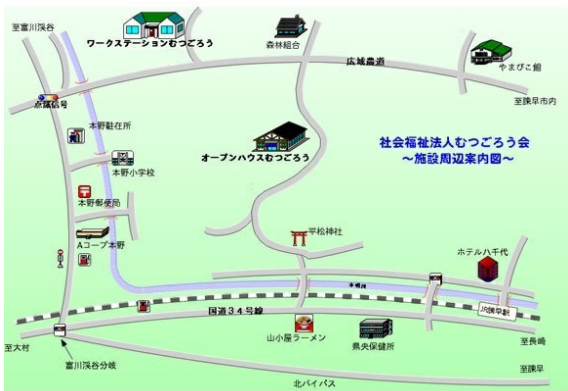 至富川渓谷
ワークステーションむつごろう
森林組合
広域農道
やまびこ館
至諫早市内
点滅信号
本野駐在所
本野小学校
オープンハウスむつごろう
社会福祉法人むつごろう会
～施設周辺案内図～
本野郵便局
Aコープ本野
平松神社
ホテル八千代
本明川
国道34号線
JR諫早駅
至大村
富川渓谷分岐
山小屋ラーメン
県央保健所
至長崎
北バイパス
至諫早